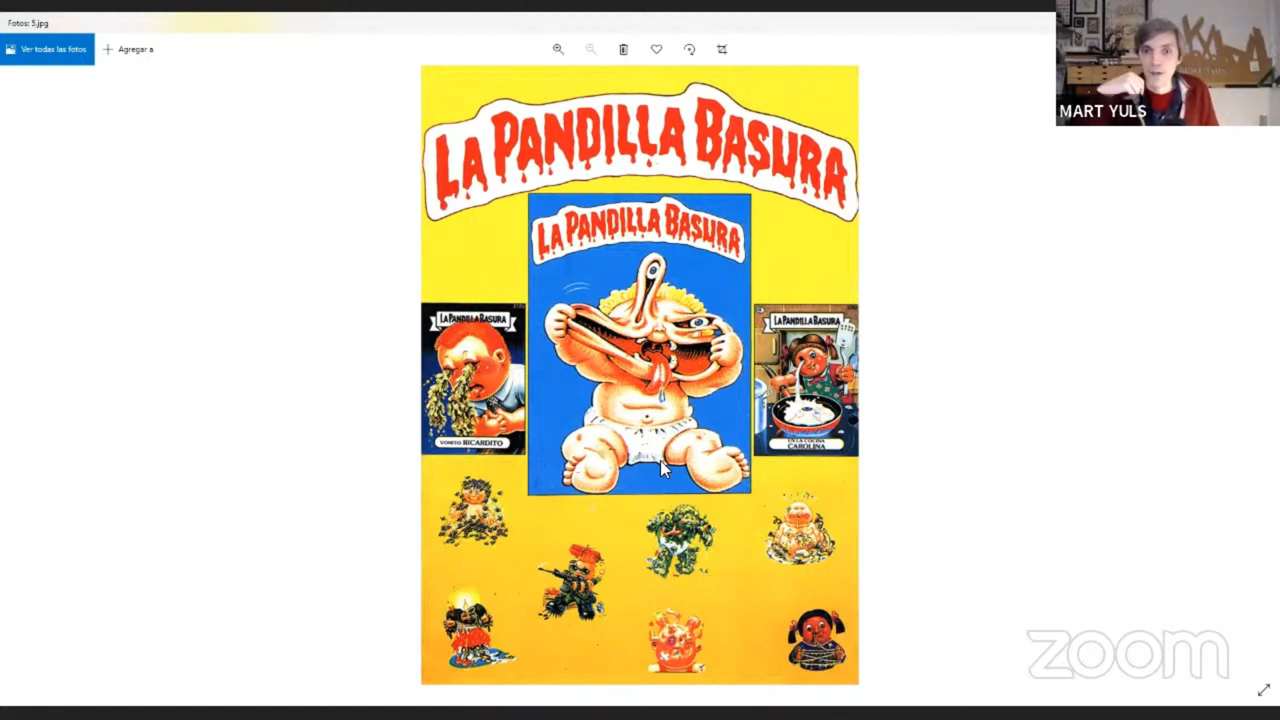 Fotos: 5.jpg
Ver todas las fotos
Agregar a
MART YULS
LA PANDILLA BASURA
LA PANDILLA BASURA
LA PANDILLA BASURA
LA PANDILLA BASURA
VOMITO RICARDITO
EN LA COCINA
CAROLINA
zoom